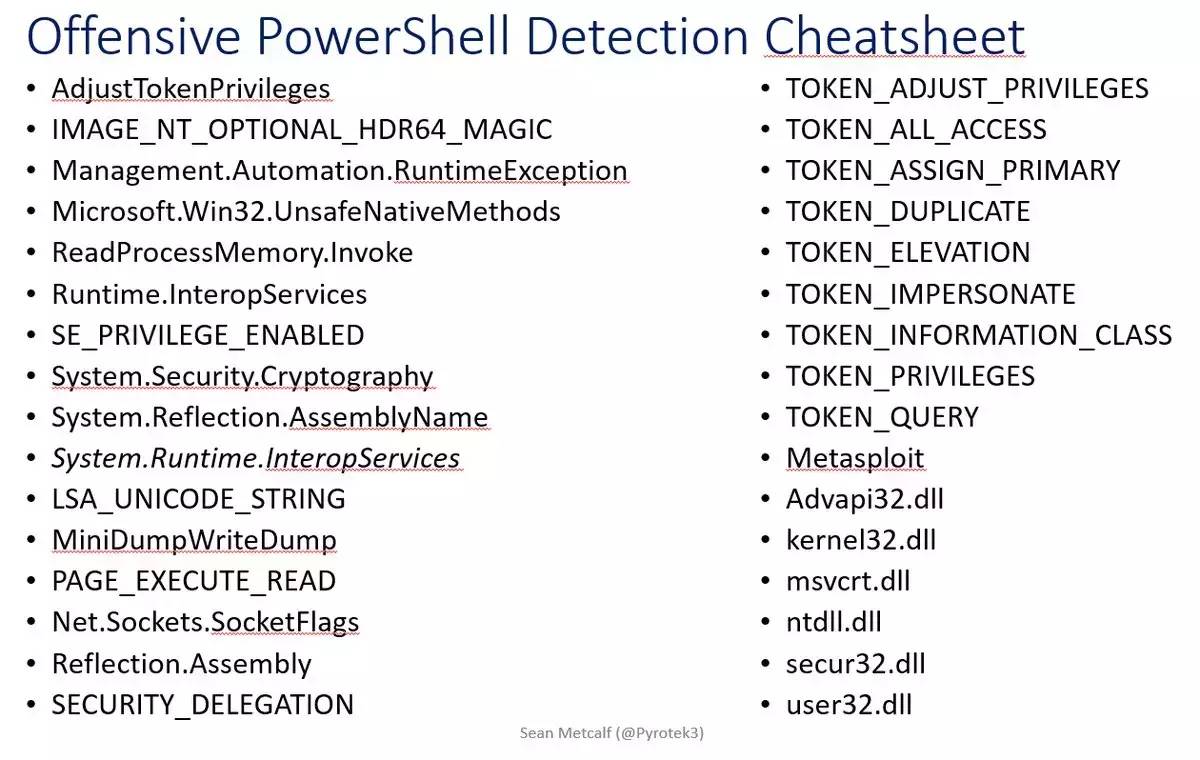 Offensive PowerShell Detection Cheatsheet
• AdjustTokenPrivileges
• IMAGE_NT_OPTIONAL_HDR64_MAGIC
• Management.Automation.RuntimeException
• Microsoft.Win32.UnsafeNativeMethods
• ReadProcessMemory.Invoke
• Runtime.InteropServices
• SE_PRIVILEGE_ENABLED
• System.Security.Cryptography
• System.Reflection.AssemblyName
• System.Runtime.InteropServices
• LSA_UNICODE_STRING
• MiniDumpWriteDump
• PAGE_EXECUTE_READ
• Net.Sockets.SocketFlags
• Reflection.Assembly
• SECURITY_DELEGATION
• TOKEN_ADJUST_PRIVILEGES
• TOKEN_ALL_ACCESS
• TOKEN_ASSIGN_PRIMARY
• TOKEN_DUPLICATE
• TOKEN_ELEVATION
• TOKEN_IMPERSONATE
• TOKEN_INFORMATION_CLASS
• TOKEN_PRIVILEGES
• TOKEN_QUERY
• Metasploit
• Advapi32.dll
• kernel32.dll
• msvcrt.dll
• ntdll.dll
• secur32.dll
• user32.dll
Sean Metcalf (@Pyrotek3)